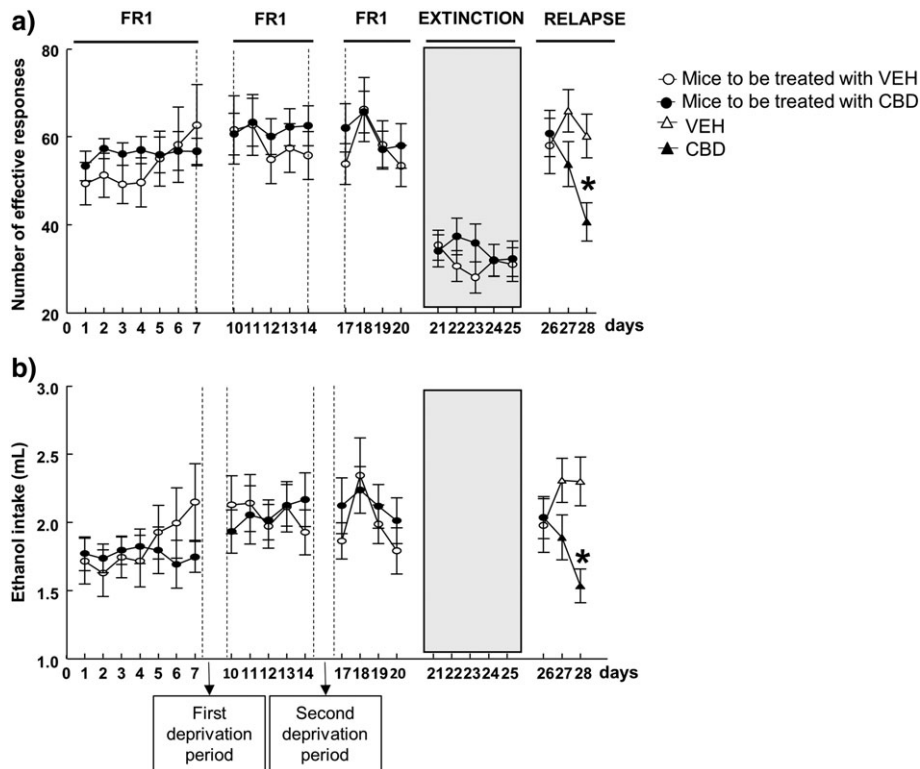 a)
FR1 FR1 FR1 EXTINCTION RELAPSE
80
60
40
20
Number of effective responses
0 1 2 3 4 5 6 7 10 11 12 13 14 17 18 19 20 21 22 23 24 25 26 27 28 days
Mice to be treated with VEH
Mice to be treated with CBD
VEH
CBD
*
b)
3.0
2.5
2.0
1.5
1.0
Ethanol intake (mL)
*
0 1 2 3 4 5 6 7 10 11 12 13 14 17 18 19 20 21 22 23 24 25 26 27 28 days
First
deprivation
period
Second
deprivation
period